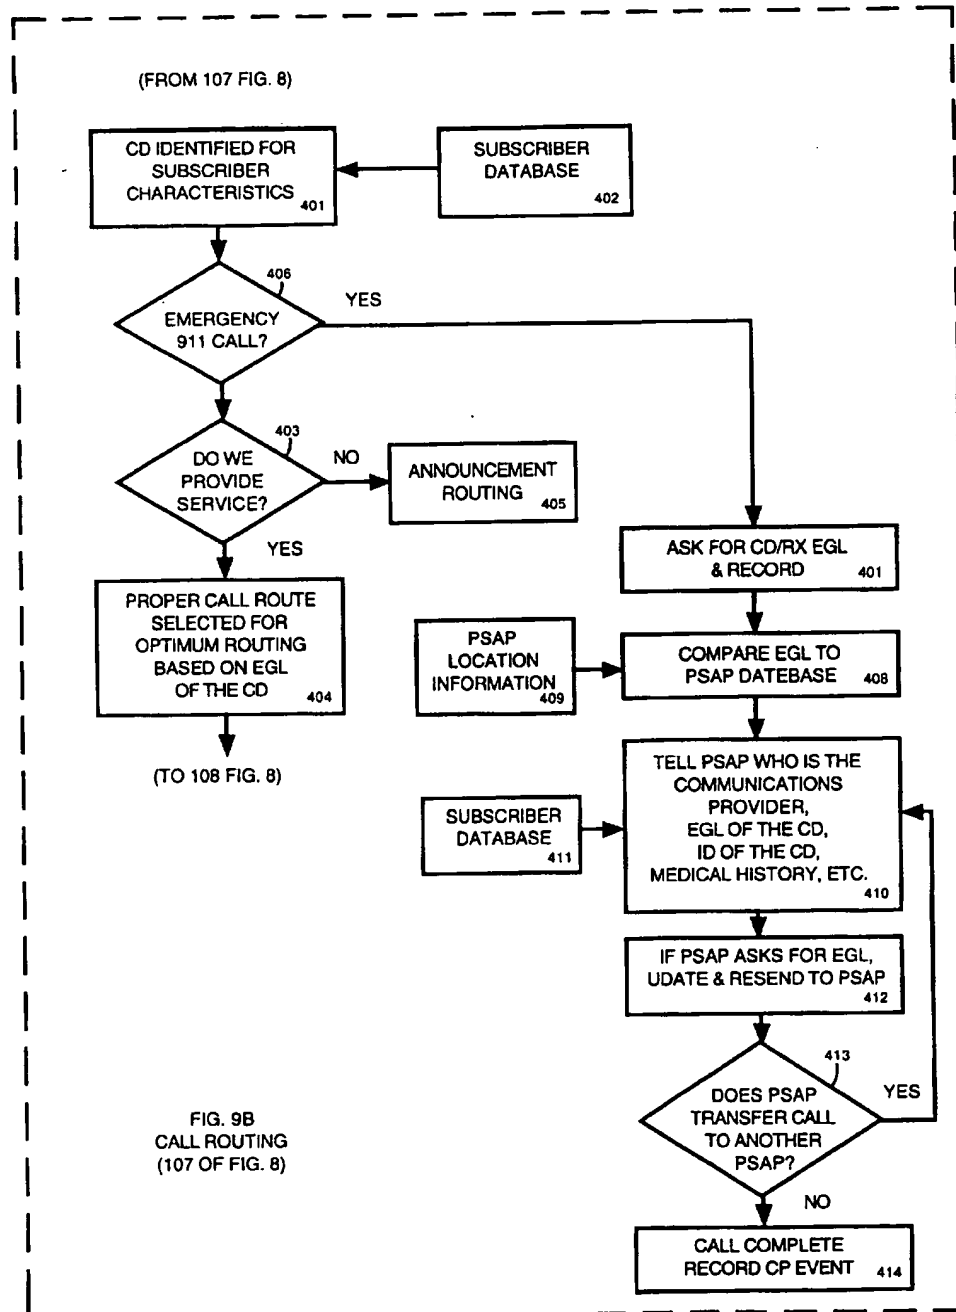 (FROM 107 FIG. 8)
CD IDENTIFIED FOR
SUBSCRIBER
CHARACTERISTICS
401
SUBSCRIBER
DATABASE
402
406
EMERGENCY
911 CALL?
YES
403
DO WE
PROVIDE
SERVICE?
NO
ANNOUNCEMENT
ROUTING
405
YES
PROPER CALL ROUTE
SELECTED FOR
OPTIMUM ROUTING
BASED ON EGL
OF THE CD
404
(TO 108 FIG. 8)
ASK FOR CD/RX EGL
& RECORD
401
PSAP
LOCATION
INFORMATION
409
COMPARE EGL TO
PSAP DATEBASE
408
SUBSCRIBER
DATABASE
411
TELL PSAP WHO IS THE
COMMUNICATIONS
PROVIDER,
EGL OF THE CD,
ID OF THE CD,
MEDICAL HISTORY, ETC.
410
IF PSAP ASKS FOR EGL,
UDATE & RESEND TO PSAP
412
413
DOES PSAP
TRANSFER CALL
TO ANOTHER
PSAP?
YES
NO
CALL COMPLETE
RECORD CP EVENT
414
FIG. 9B
CALL ROUTING
(107 OF FIG. 8)